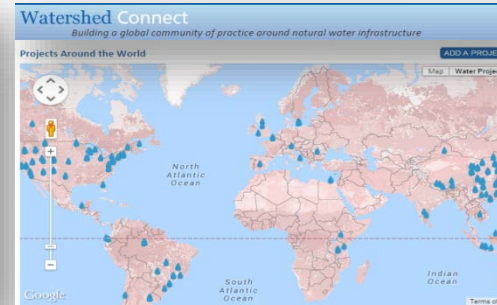 Watershed Connect
Building a global community of practice around natural water infrastructure
Projects Around the World
ADD A PROJE
Map
Water Proje
North
Atlantic
Ocean
South
Atlantic
Ocean
Indian
Ocean
Google
Terms o